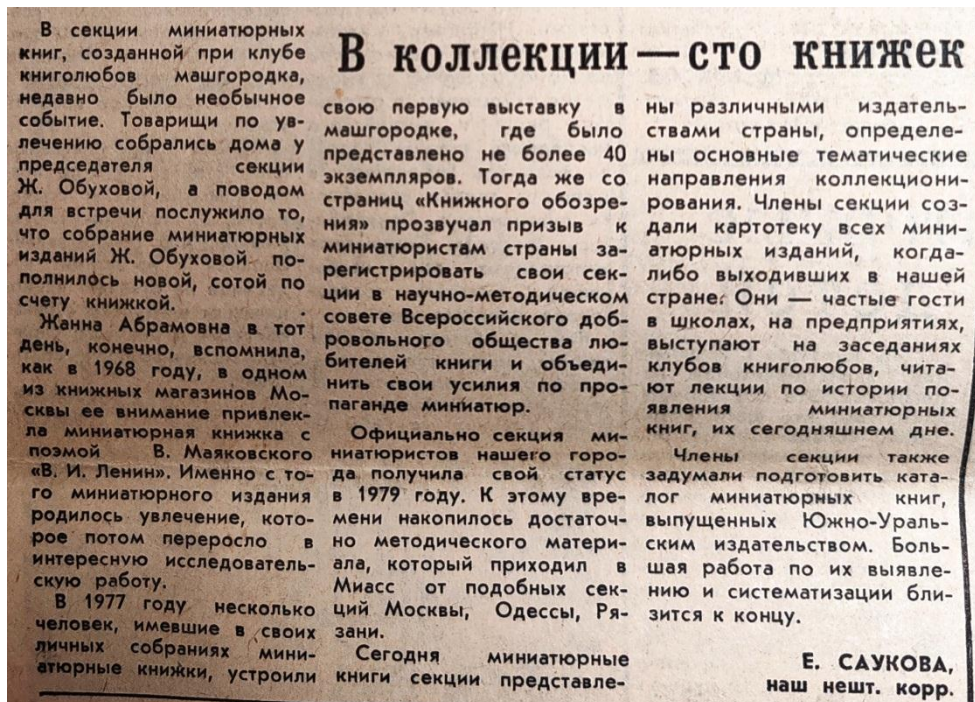 В коллекции — сто книжек
В секции миниатюрных
книг, созданной при клубе
книголюбов машгородка,
недавно было необычное
событие. Товарищи по ув-
лечению собрались дома у
председателя секции
Ж. Обуховой, а поводом
для встречи послужило то,
что собрание миниатюрных
изданий Ж. Обуховой по-
полнилось новой, сотой по
счету книжкой.
Жанна Абрамовна в тот
день, конечно, вспомнила,
как в 1968 году, в одном
из книжных магазинов Мо-
сквы ее внимание привлек-
ла миниатюрная книжка с
поэмой В. Маяковского
«В. И. Ленин». Именно с то-
го миниатюрного издания
родилось увлечение, кото-
рое потом переросло в
интересную исследователь-
скую работу.
В 1977 году несколько
человек, имевшие в своих
личных собраниях мини-
атюрные книжки, устроили
свою первую выставку в
машгородке, где было
представлено не более 40
экземпляров. Тогда же со
страниц «Книжного обозре-
ния» прозвучал призыв к
миниатюристам страны за-
регистрировать свои сек-
ции в научно-методическом
совете Всероссийского доб-
ровольного общества лю-
бителей книги и объеди-
нить свои усилия по про-
паганде миниатюр.
Официально секция ми-
ниатюристов нашего горо-
да получила свой статус
в 1979 году. К этому вре-
мени накопилось достаточ-
но методического матери-
ала, который приходил в
Миасс от подобных сек-
ций Москвы, Одессы, Ря-
зани.
Сегодня миниатюрные
книги секции представле-
ны различными издатель-
ствами страны, определе-
ны основные тематические
направления коллекциони-
рования. Члены секции соз-
дали картотеку всех мини-
атюрных изданий, когда-
либо выходивших в нашей
стране. Они — частые гости
в школах, на предприятиях,
выступают на заседаниях
клубов книголюбов, чита-
ют лекции по истории по-
явления миниатюрных
книг, их сегодняшнем дне.
Члены секции также
задумали подготовить ката-
лог миниатюрных книг,
выпущенных Южно-Ураль-
ским издательством. Боль-
шая работа по их выявле-
нию и систематизации бли-
зится к концу.
Е. САУКОВА,
наш нешт. корр.